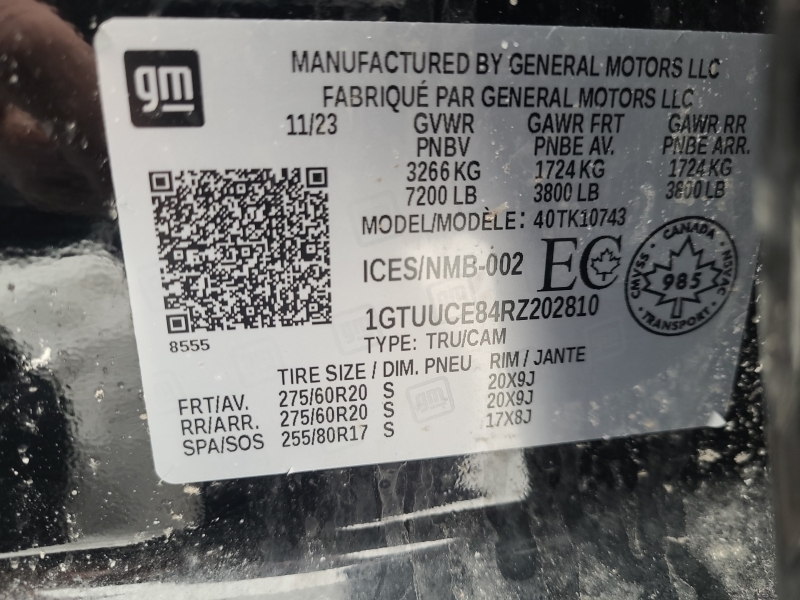 gm
MANUFACTURED BY GENERAL MOTORS LLC
FABRIQUÉ PAR GENERAL MOTORS LLC
11/23 GVWR GAWR FRT GAWR RR
PNBV PNBE AV. PNBE ARR.
3266 KG 1724 KG 1724 KG
7200 LB 3800 LB 3800 LB
MODEL/MODÈLE: 40TK10743
ICES/NMB-002 EC
CANADA
CMVSS 985 NSVAC
TRANSPORT
1GTUUCE84RZ202810
8555
TYPE: TRU/CAM
TIRE SIZE / DIM. PNEU RIM / JANTE
FRT/AV. 275/60R20 S 20X9J
RR/ARR. 275/60R20 S 20X9J
SPA/SOS 255/80R17 S 17X8J